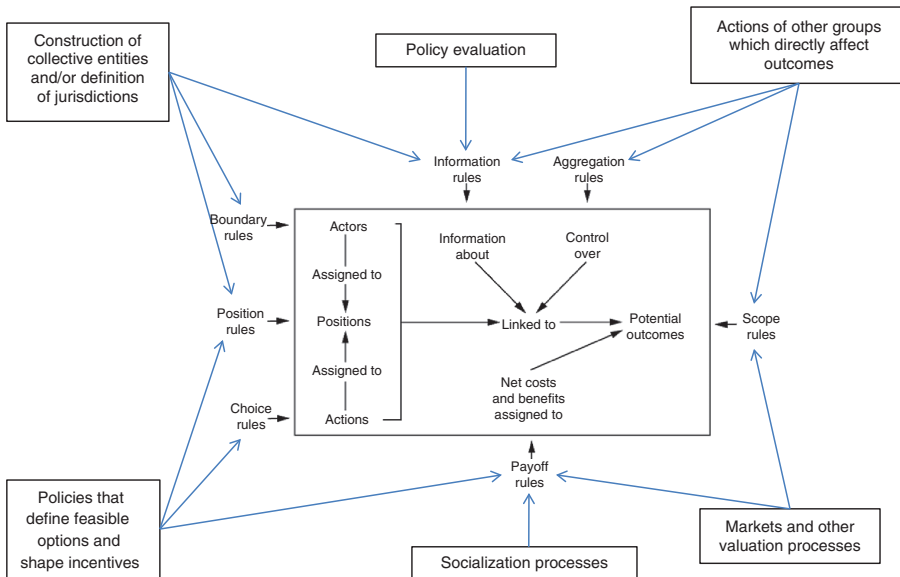 Construction of
collective entities
and/or definition
of jurisdictions
Policy evaluation
Actions of other groups
which directly affect
outcomes
Information
rules
Aggregation
rules
Boundary
rules
Actors
Information
about
Control
over
Assigned to
Position
rules
Positions
Linked to
Potential
outcomes
Scope
rules
Assigned to
Net costs
and benefits
assigned to
Choice
rules
Actions
Payoff
rules
Policies that
define feasible
options and
shape incentives
Socialization processes
Markets and other
valuation processes